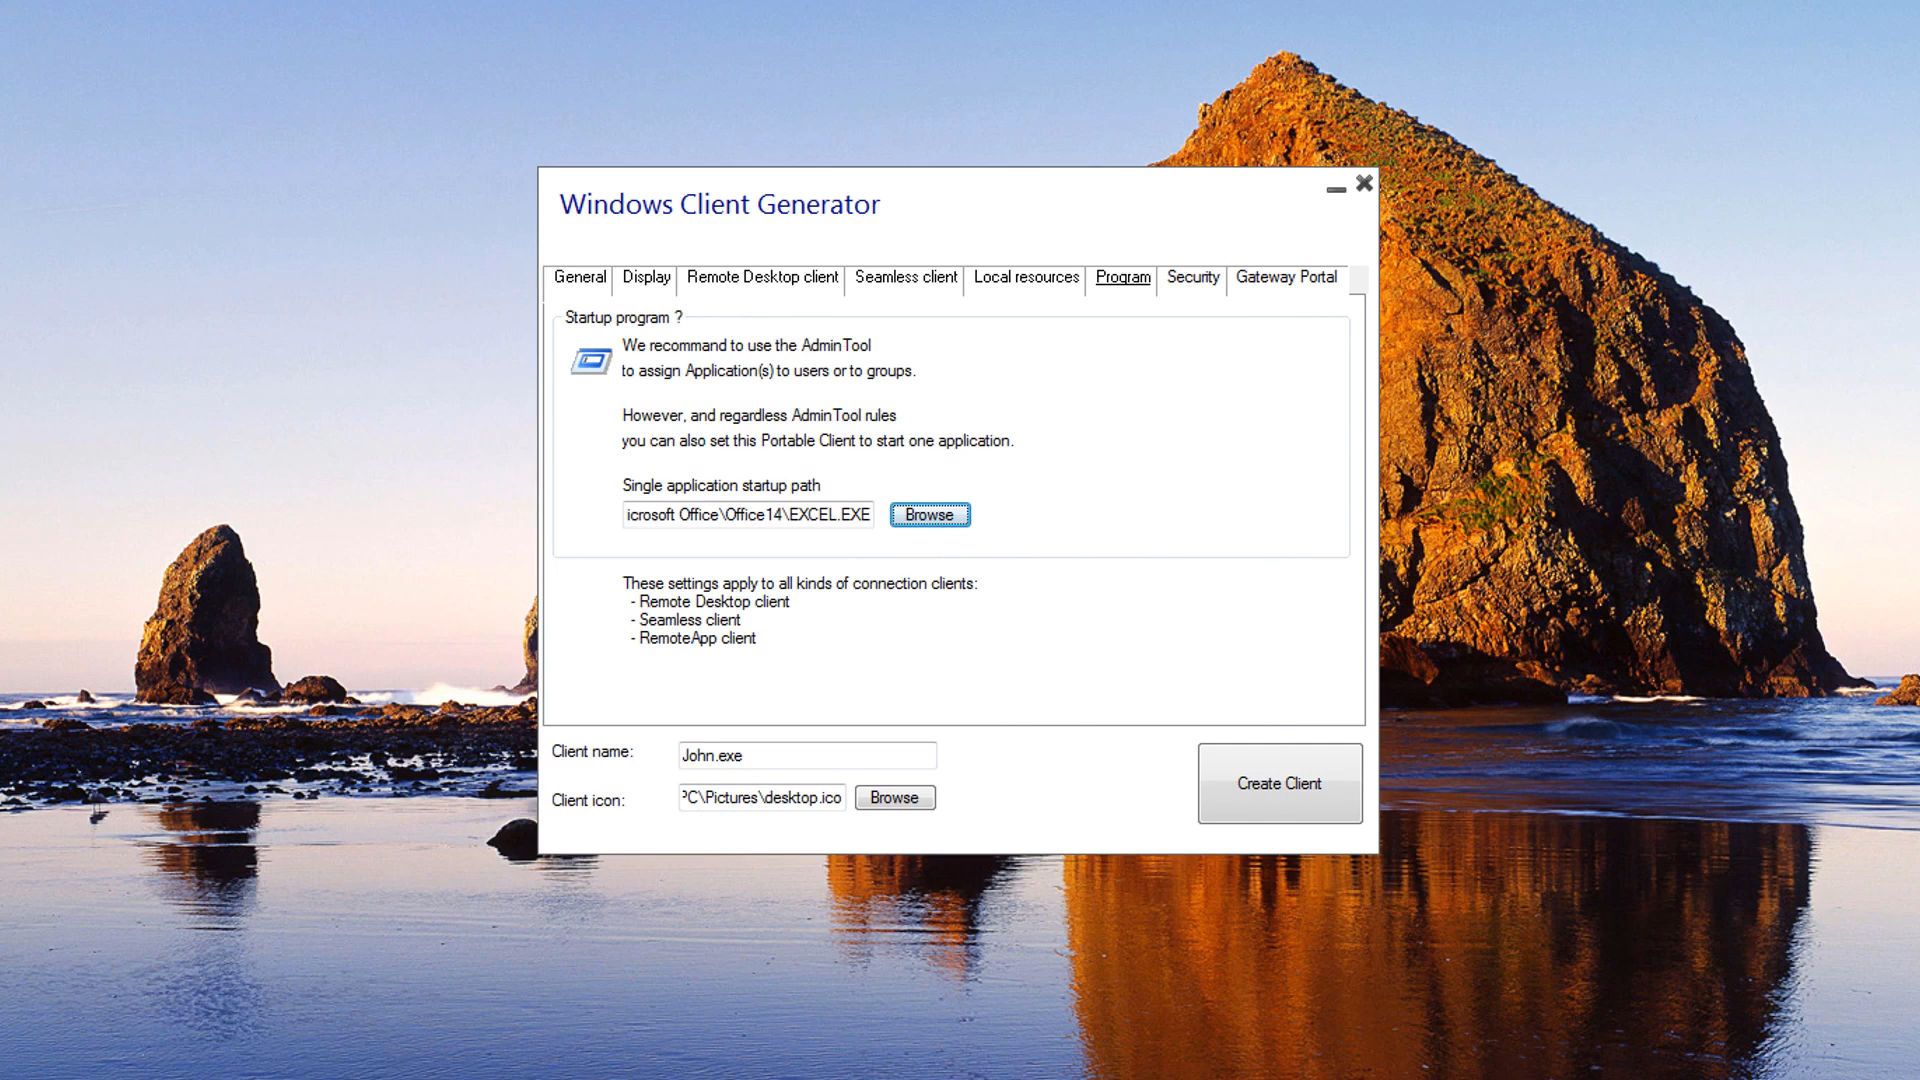 Windows Client Generator
General Display Remote Desktop client Seamless client Local resources Program Security Gateway Portal
Startup program ?
We recommand to use the AdminTool
to assign Application(s) to users or to groups.
However, and regardless AdminTool rules
you can also set this Portable Client to start one application.
Single application startup path
icrosoft Office\Office14\EXCEL.EXE Browse
These settings apply to all kinds of connection clients:
- Remote Desktop client
- Seamless client
- RemoteApp client
Client name: John.exe
Create Client
Client icon: PC\Pictures\desktop.ico Browse